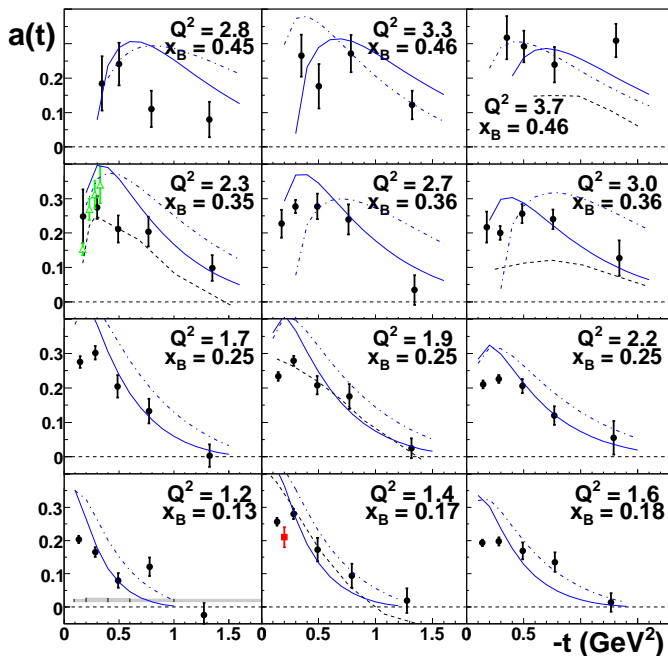 a(t)
Q² = 2.8
x_B = 0.45
Q² = 3.3
x_B = 0.46
Q² = 3.7
x_B = 0.46
0.3
0.2
0.1
0
Q² = 2.3
x_B = 0.35
Q² = 2.7
x_B = 0.36
Q² = 3.0
x_B = 0.36
0.3
0.2
0.1
0
Q² = 1.7
x_B = 0.25
Q² = 1.9
x_B = 0.25
Q² = 2.2
x_B = 0.25
0.3
0.2
0.1
0
Q² = 1.2
x_B = 0.13
Q² = 1.4
x_B = 0.17
Q² = 1.6
x_B = 0.18
0.3
0.2
0.1
0
0 0.5 1 1.5 0.5 1 1.5 0.5 1 1.5
-t (GeV²)